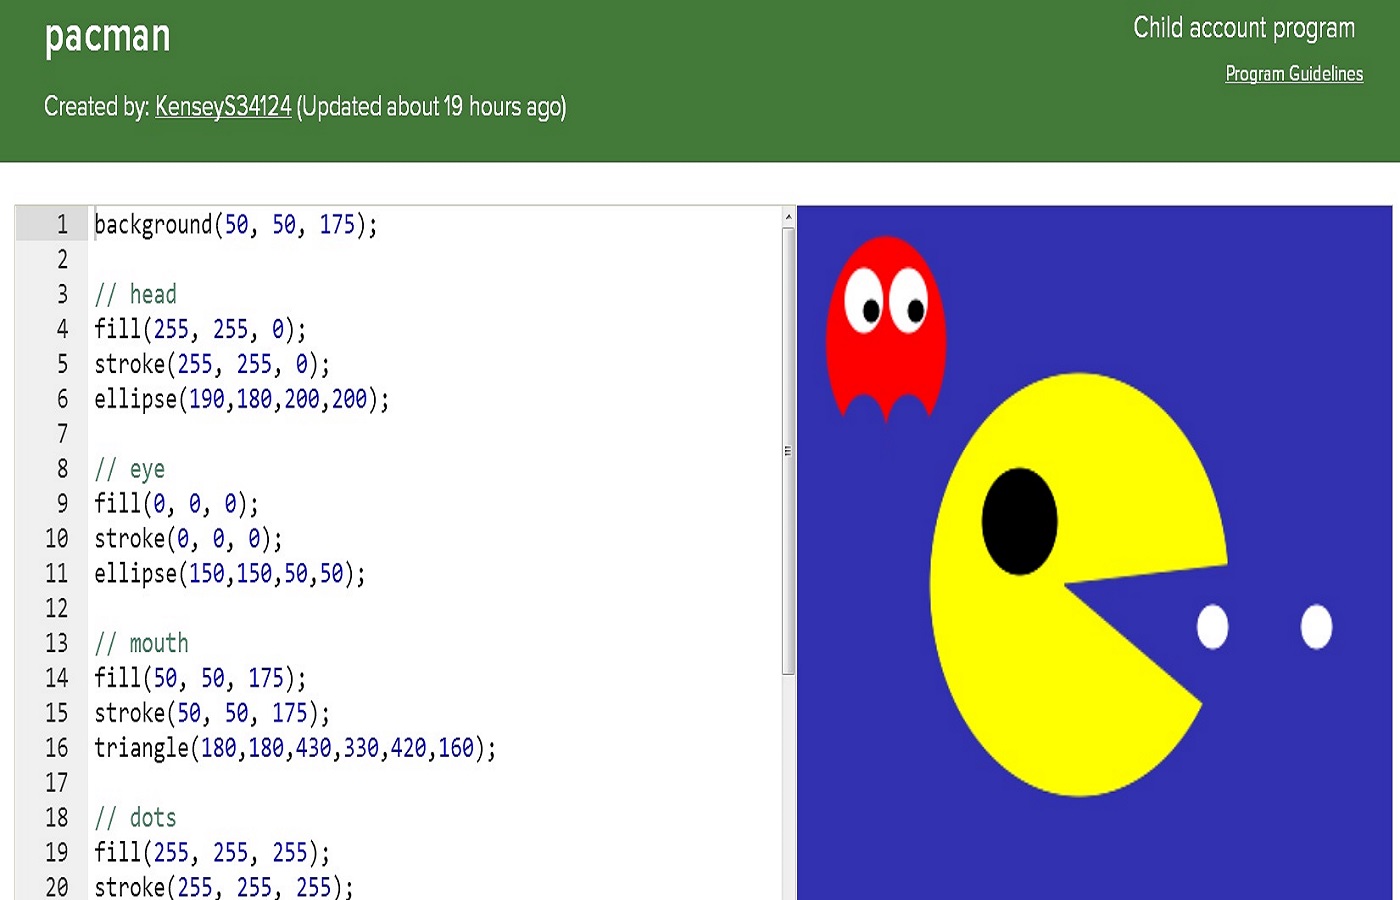 pacman
Child account program
Program Guidelines
Created by: KenseyS34124 (Updated about 19 hours ago)
1 background(50, 50, 175);
2
3 // head
4 fill(255, 255, 0);
5 stroke(255, 255, 0);
6 ellipse(190,180,200,200);
7
8 // eye
9 fill(0, 0, 0);
10 stroke(0, 0, 0);
11 ellipse(150,150,50,50);
12
13 // mouth
14 fill(50, 50, 175);
15 stroke(50, 50, 175);
16 triangle(180,180,430,330,420,160);
17
18 // dots
19 fill(255, 255, 255);
20 stroke(255, 255, 255);